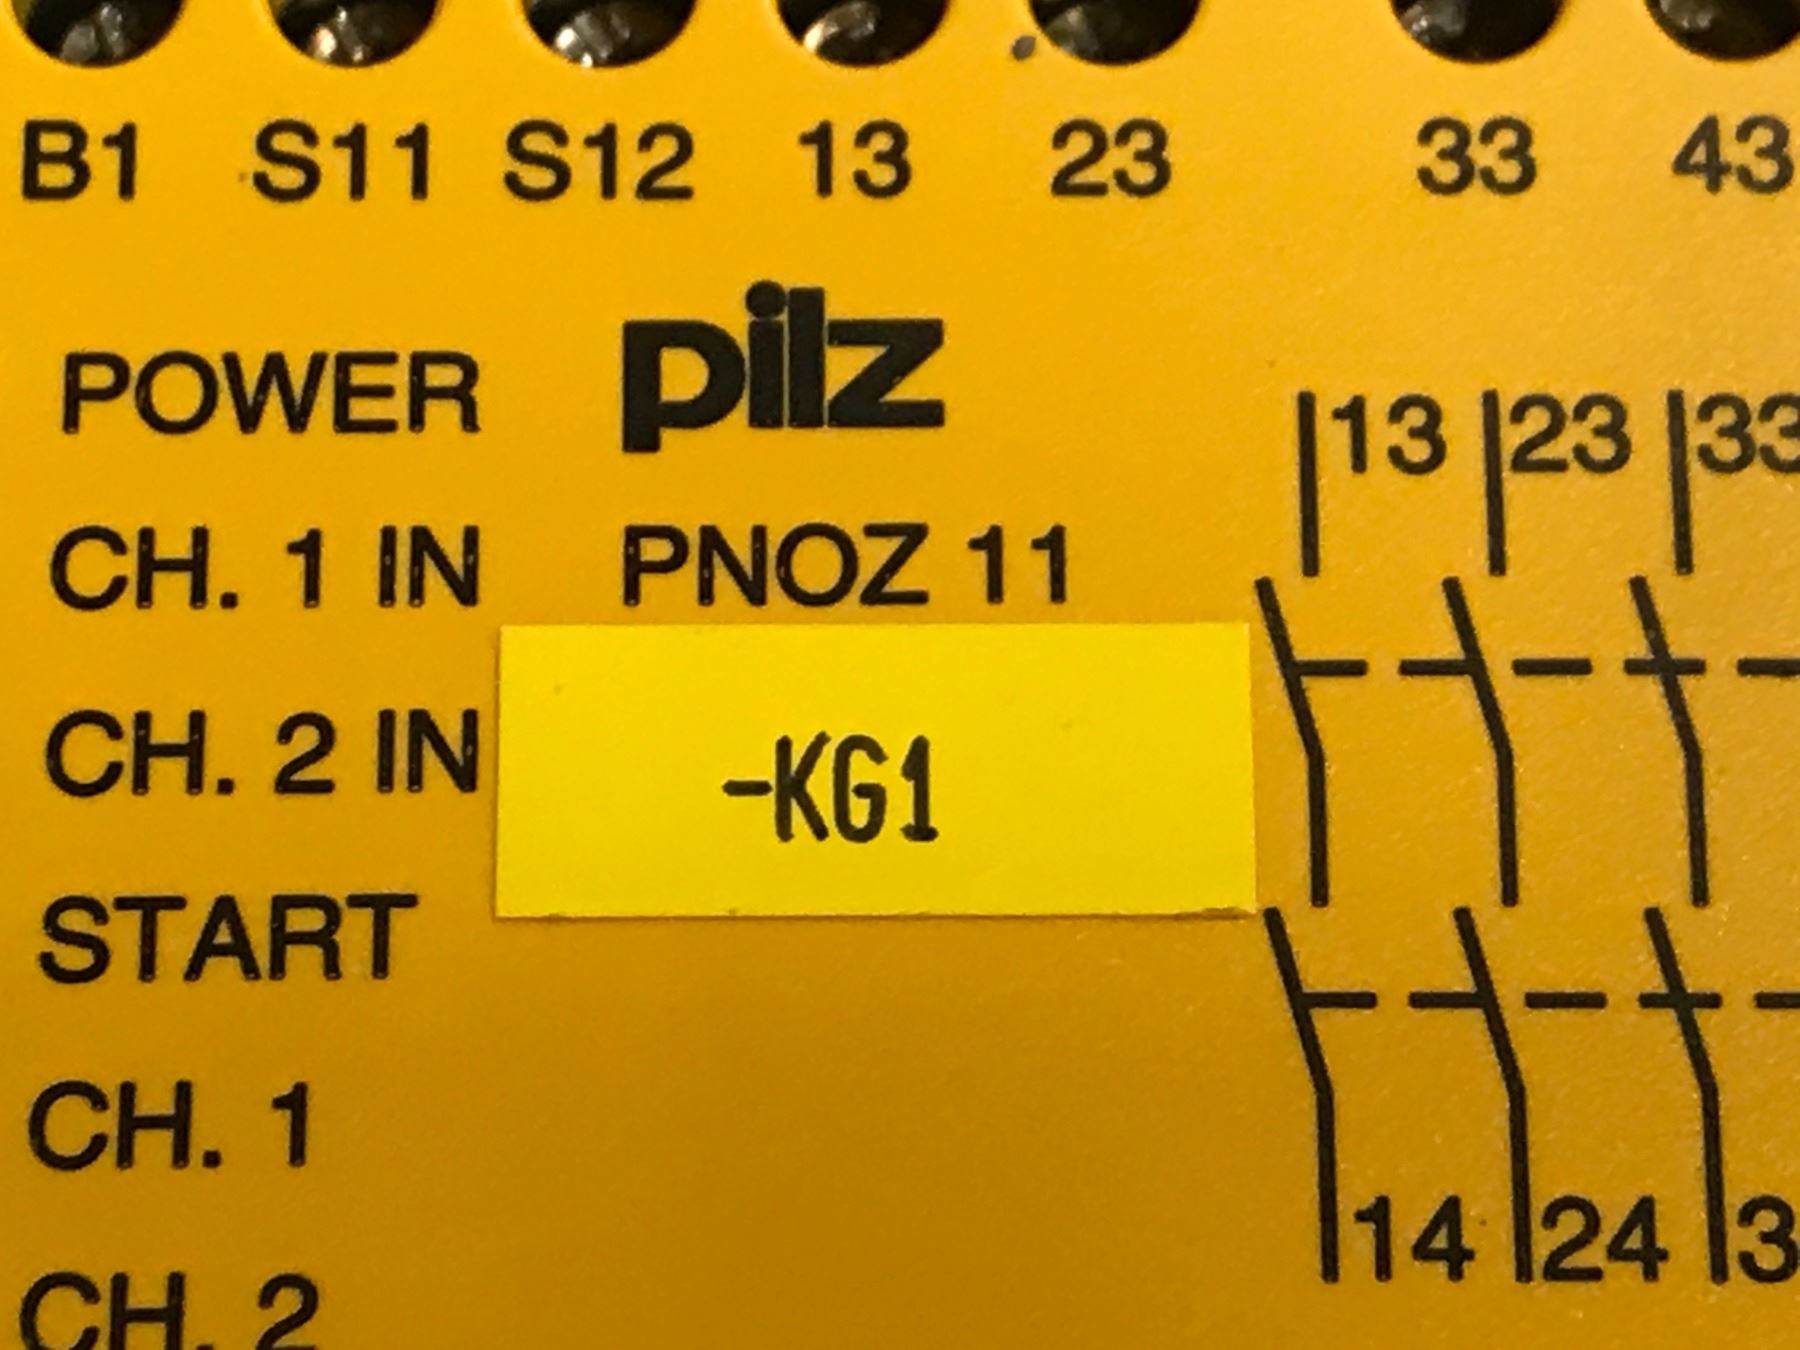 B1 S11 S12 13 23 33 43
pilz
POWER
13 23 33
CH. 1 IN PNOZ 11
CH. 2 IN -KG1
START
CH. 1
14 24
CH. 2